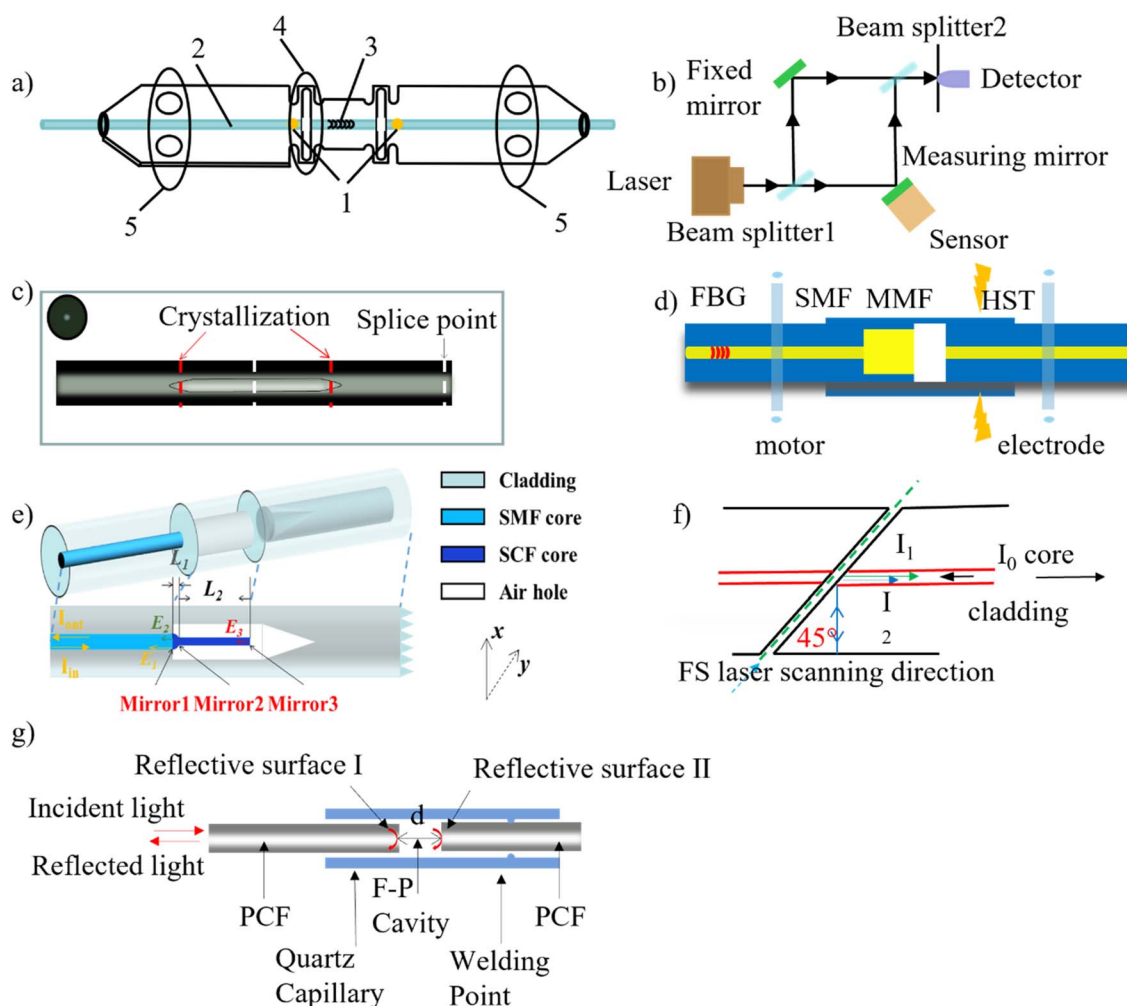 a)
4
2
3
1
5
5
b)
Beam splitter2
Fixed
mirror
Detector
Measuring mirror
Laser
Beam splitter1
Sensor
c)
Crystallization
Splice point
d)
FBG
SMF
MMF
HST
motor
electrode
e)
L1
L2
Iout
Iin
E2
E1
E3
Mirror1 Mirror2 Mirror3
x
y
Cladding
SMF core
SCF core
Air hole
f)
I1
I0 core
I
2
cladding
45°
FS laser scanning direction
g)
Reflective surface I
Reflective surface II
Incident light
d
Reflected light
PCF
F-P
Cavity
PCF
Quartz
Capillary
Welding
Point